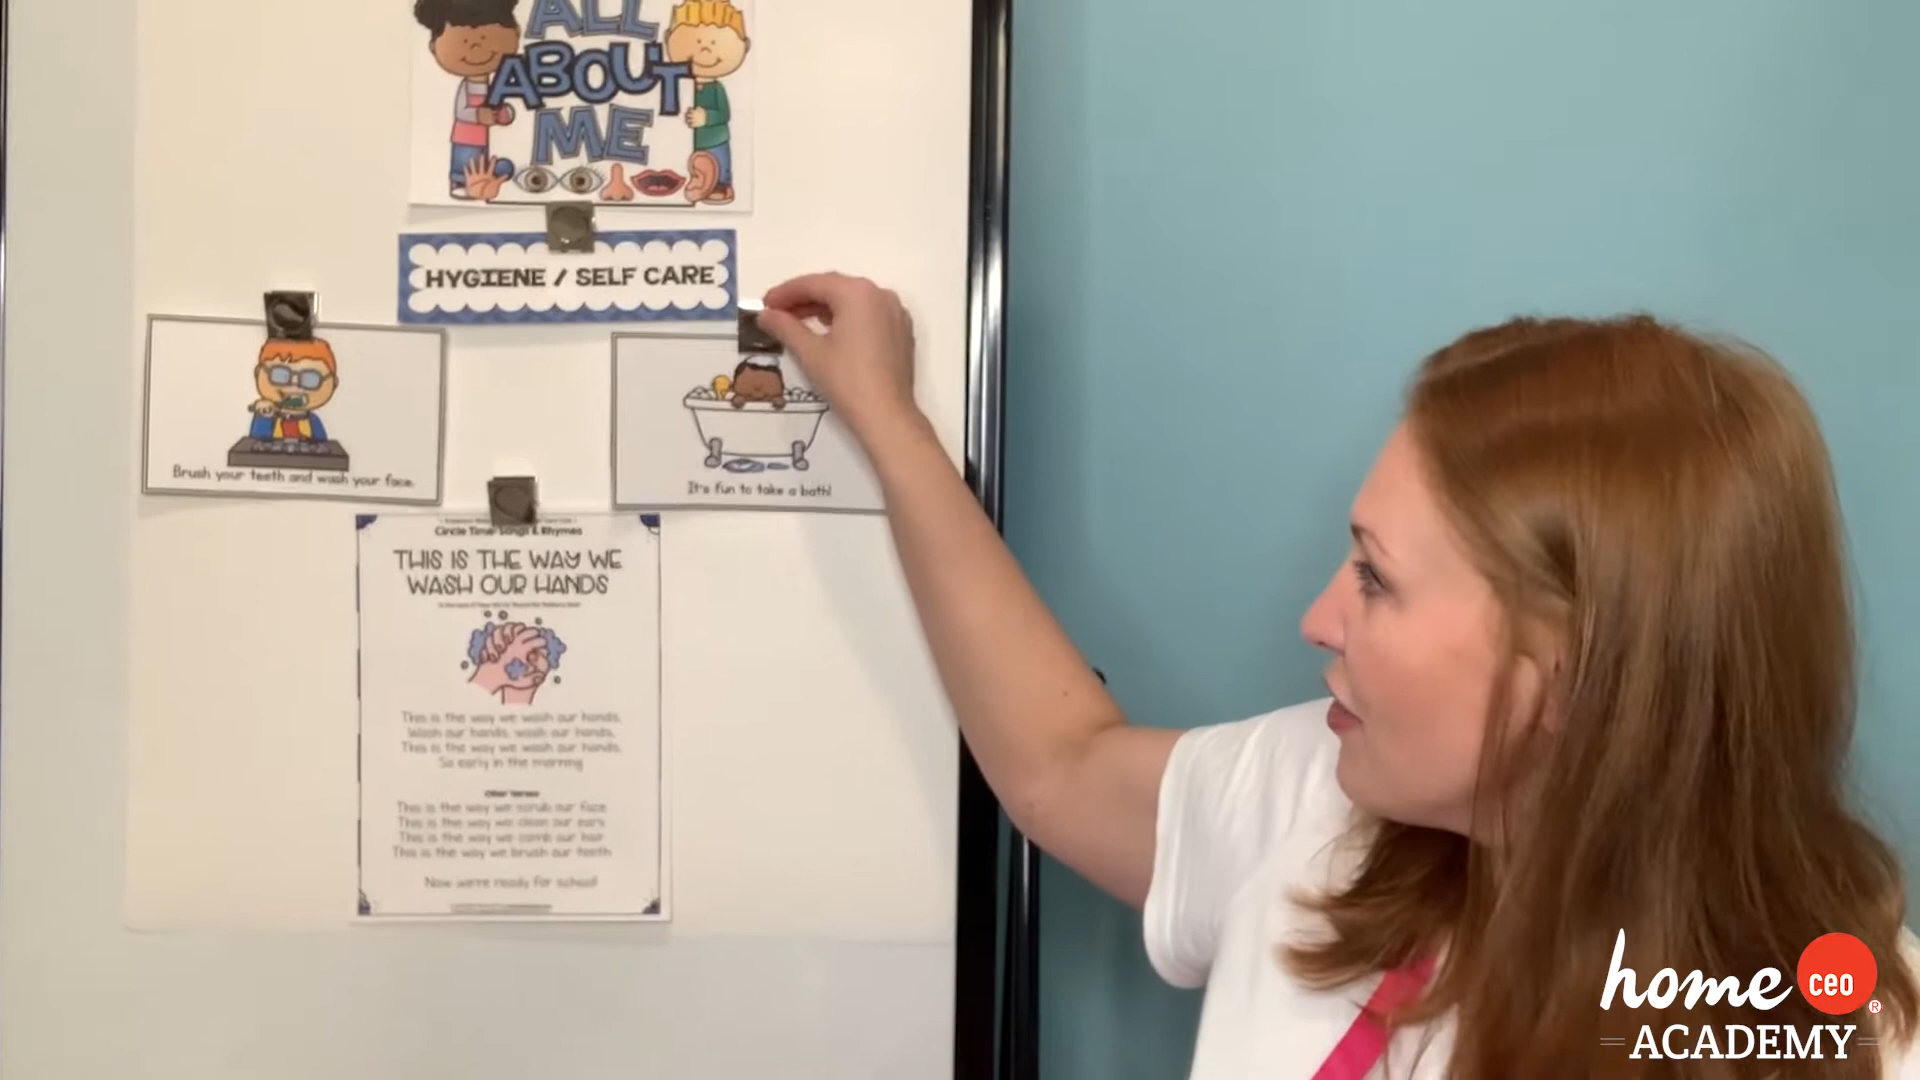 ALL
ABOUT
ME
HYGIENE / SELF CARE
Brush your teeth and wash your face.
It's fun to take a bath!
Circle Time Songs & Rhymes
THIS IS THE WAY WE
WASH OUR HANDS
This is the way we wash our hands,
Wash our hands, wash our hands,
This is the way we wash our hands,
So early in the morning
Other Verses
This is the way we scrub our face
This is the way we clean our ears
This is the way we comb our hair
This is the way we brush our teeth
Now we're ready for school!
home ceo ®
ACADEMY